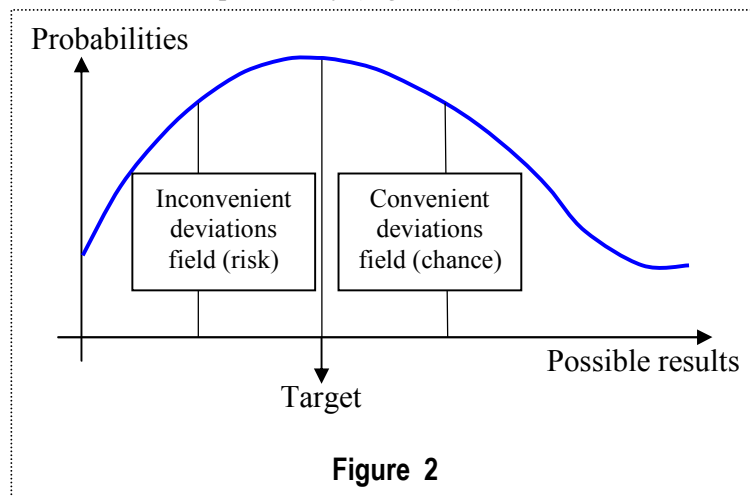 Probabilities
Inconvenient
deviations
field (risk)
Convenient
deviations
field (chance)
Possible results
Target
Figure 2